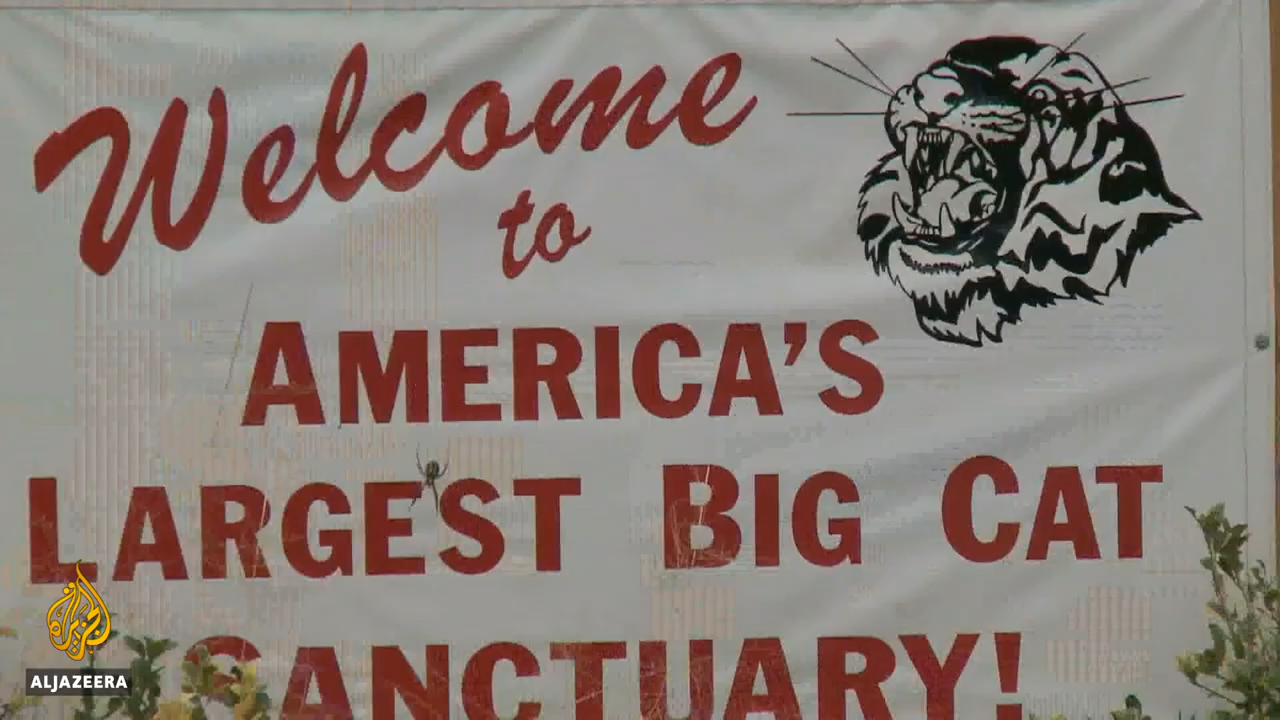 Welcome
to
AMERICA'S
LARGEST BIG CAT
SANCTUARY!
ALJAZEERA